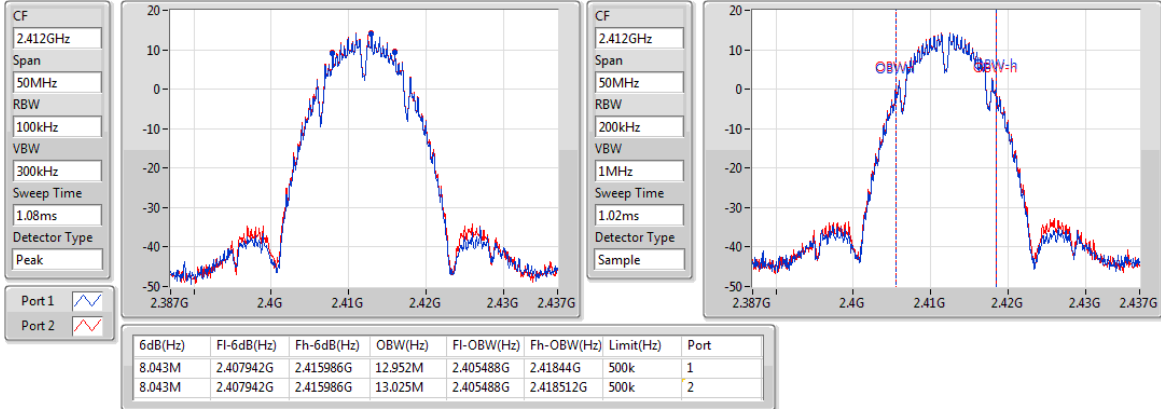 CF
2.412GHz
Span
50MHz
RBW
100kHz
VBW
300kHz
Sweep Time
1.08ms
Detector Type
Peak
Port 1
Port 2
20
10
0
-10
-20
-30
-40
-50
2.387G 2.4G 2.41G 2.42G 2.43G 2.437G
CF
2.412GHz
Span
50MHz
RBW
200kHz
VBW
1MHz
Sweep Time
1.02ms
Detector Type
Sample
20
10
0
-10
-20
-30
-40
-50
OBW-h
2.387G 2.4G 2.41G 2.42G 2.43G 2.437G
6dB(Hz) Fl-6dB(Hz) Fh-6dB(Hz) OBW(Hz) Fl-OBW(Hz) Fh-OBW(Hz) Limit(Hz) Port
8.043M 2.407942G 2.415986G 12.952M 2.405488G 2.41844G 500k 1
8.043M 2.407942G 2.415986G 13.025M 2.405488G 2.418512G 500k 2